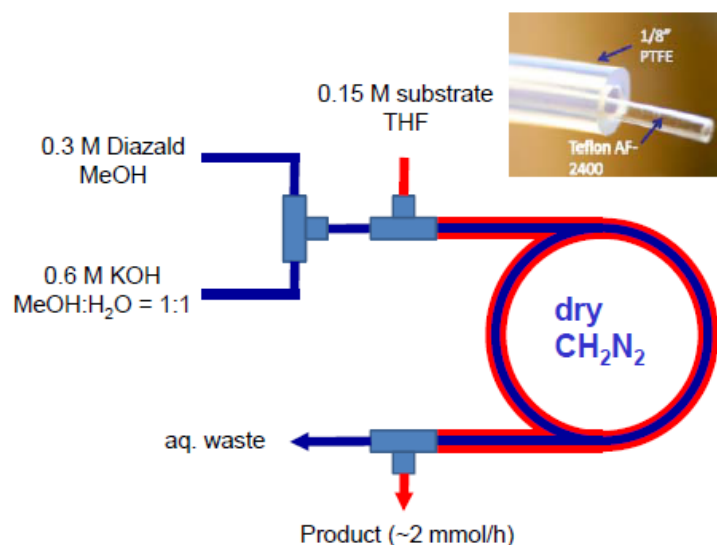 1/8"
PTFE
Teflon AF-
2400
0.15 M substrate
THF
0.3 M Diazald
MeOH
0.6 M KOH
MeOH:H₂O = 1:1
dry
CH₂N₂
aq. waste
Product (~2 mmol/h)